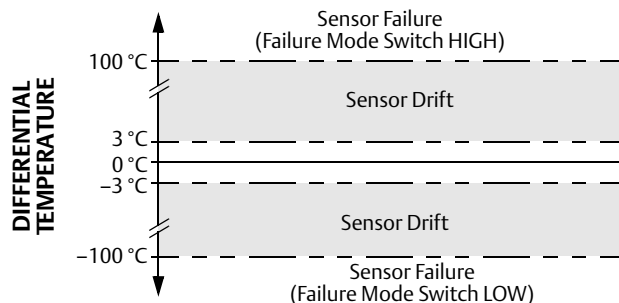 Sensor Failure
(Failure Mode Switch HIGH)
100 °C
Sensor Drift
3 °C
0 °C
–3 °C
DIFFERENTIAL
TEMPERATURE
Sensor Drift
–100 °C
Sensor Failure
(Failure Mode Switch LOW)